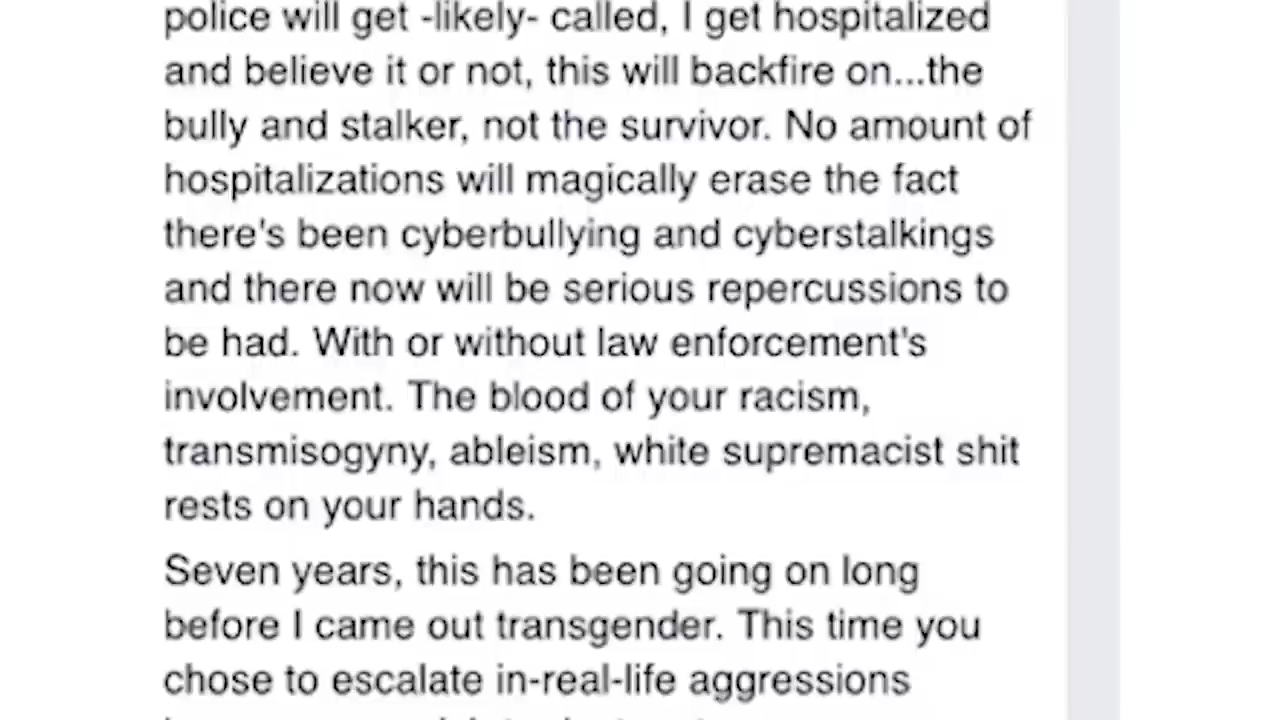 police will get -likely- called, I get hospitalized
and believe it or not, this will backfire on...the
bully and stalker, not the survivor. No amount of
hospitalizations will magically erase the fact
there's been cyberbullying and cyberstalkings
and there now will be serious repercussions to
be had. With or without law enforcement's
involvement. The blood of your racism,
transmisogyny, ableism, white supremacist shit
rests on your hands.
Seven years, this has been going on long
before I came out transgender. This time you
chose to escalate in-real-life aggressions